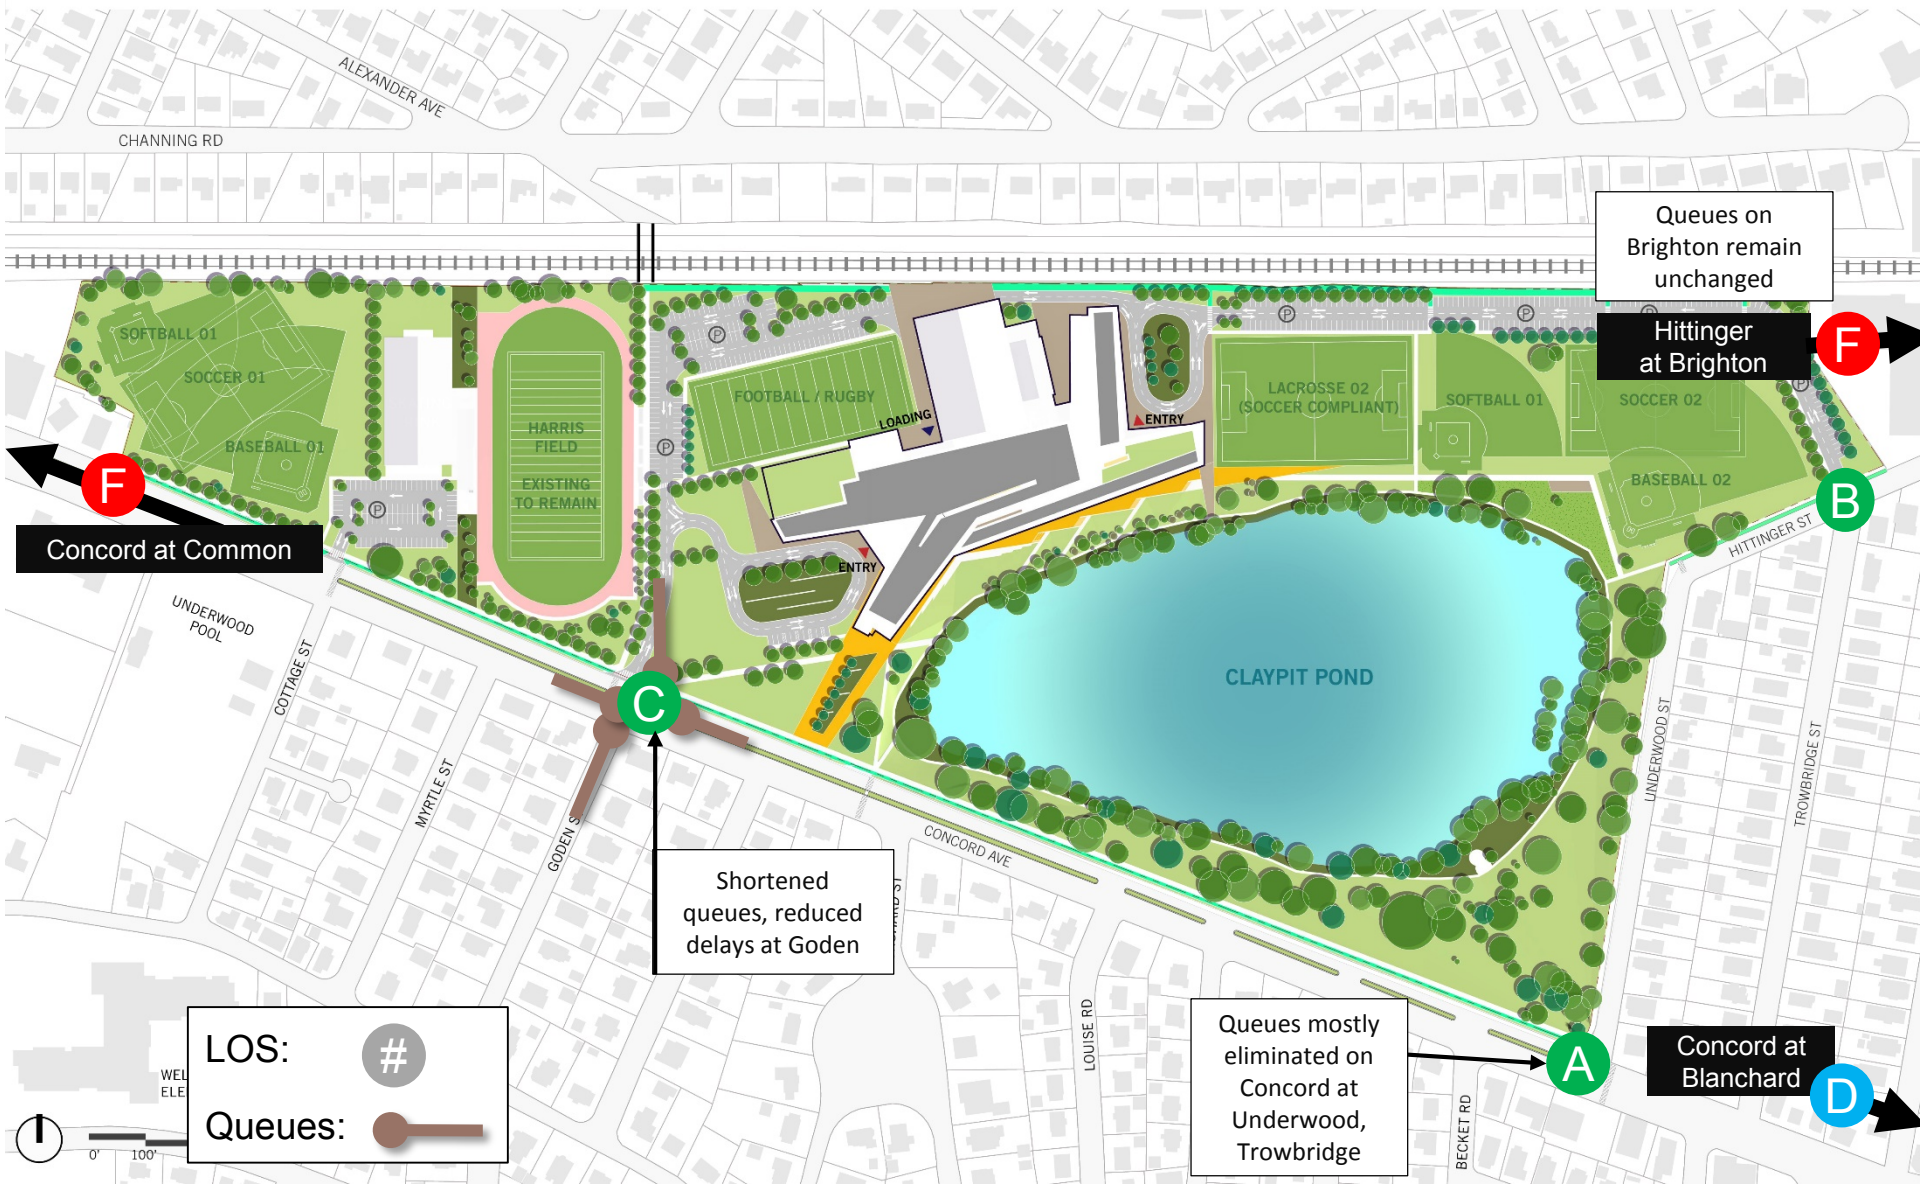 ALEXANDER AVE
CHANNING RD
Queues on
Brighton remain
unchanged
Hittinger
at Brighton
F
SOFTBALL 01
SOCCER 01
BASEBALL 01
HARRIS
FIELD
EXISTING
TO REMAIN
P
P
P
P
P
P
P
FOOTBALL / RUGBY
LOADING
ENTRY
LACROSSE 02
(SOCCER COMPLIANT)
SOFTBALL 01
SOCCER 02
BASEBALL 02
F
Concord at Common
B
HITTINGER ST
ENTRY
UNDERWOOD
POOL
COTTAGE ST
MYRTLE ST
GODEN S
C
CLAYPIT POND
UNDERWOOD ST
TROWBRIDGE ST
CONCORD AVE
Shortened
queues, reduced
delays at Goden
LOUISE RD
BECKET RD
Queues mostly
eliminated on
Concord at
Underwood,
Trowbridge
A
Concord at
Blanchard
D
WEL
ELE
LOS: #
Queues:
0' 100'